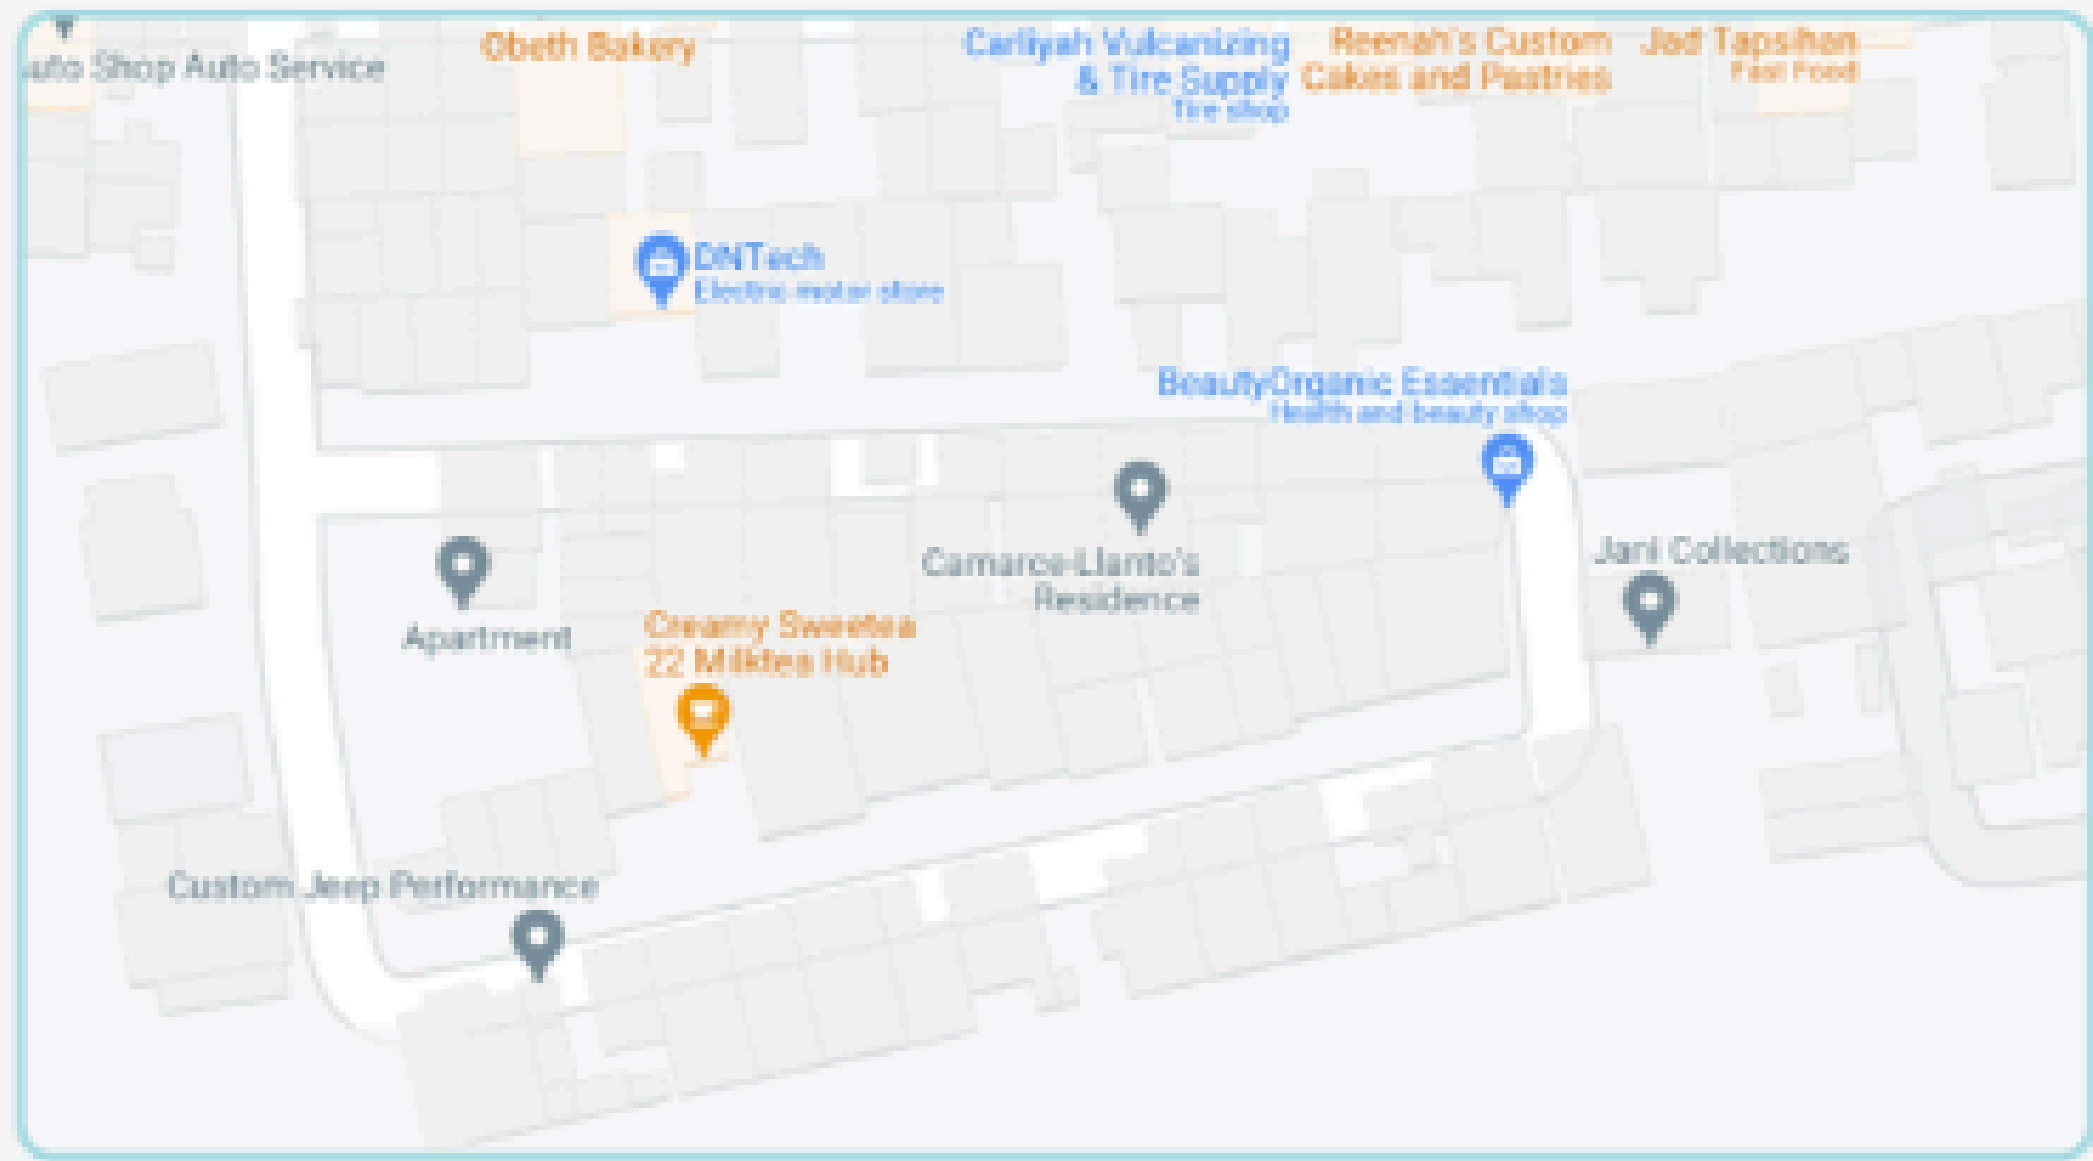 uto Shop Auto Service
Obeth Bakery
Carliyah Vulcanizing
& Tire Supply
Tire shop
Reenah's Custom
Cakes and Pastries
Jad Tapsihan
Fast Food
DNTech
Electric motor store
BeautyOrganic Essentials
Health and beauty shop
Camarce-Llanto's
Residence
Jani Collections
Apartment
Creamy Sweetea
22 Milktea Hub
Custom Jeep Performance